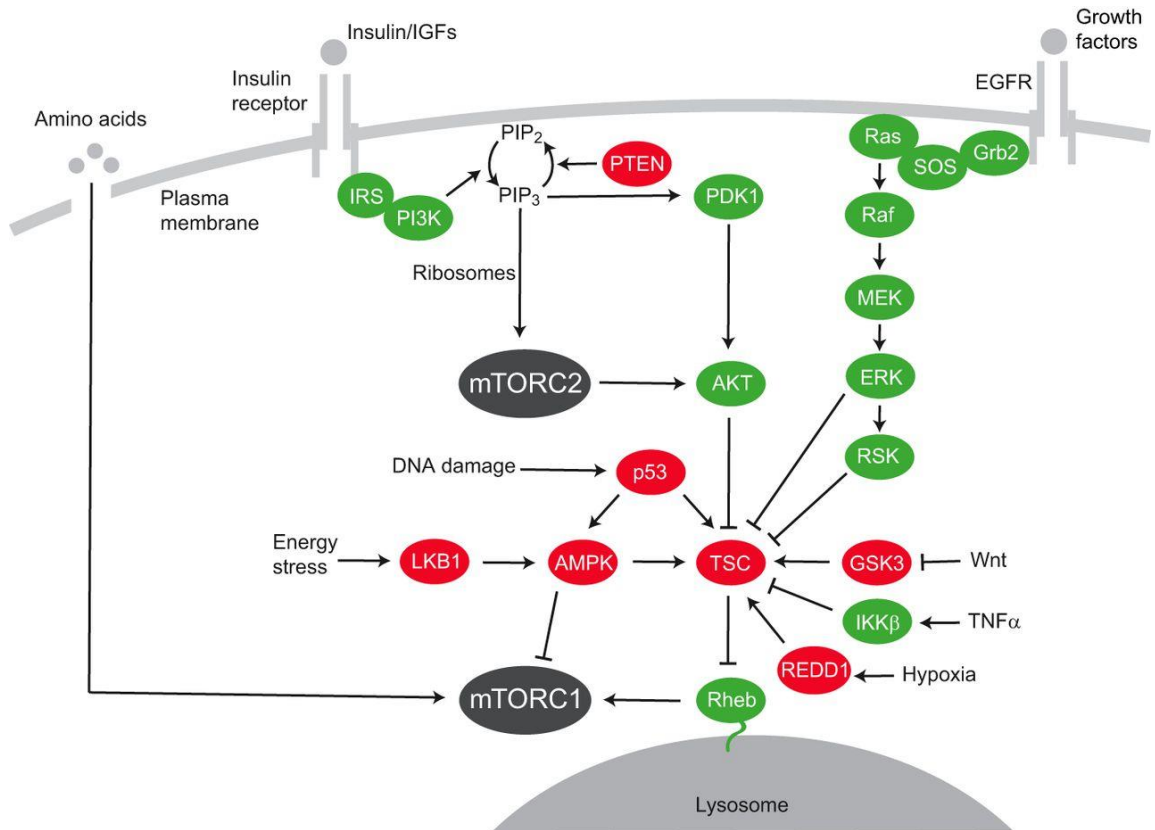 Insulin/IGFs
Growth
factors
Insulin
receptor
EGFR
Amino acids
Plasma
membrane
PIP₂
PTEN
PIP₃
IRS
PI3K
PDK1
Ras
SOS
Grb2
Raf
Ribosomes
MEK
mTORC2
AKT
ERK
RSK
DNA damage
p53
Energy
stress
LKB1
AMPK
TSC
GSK3
Wnt
IKKβ
TNFα
REDD1
Hypoxia
mTORC1
Rheb
Lysosome